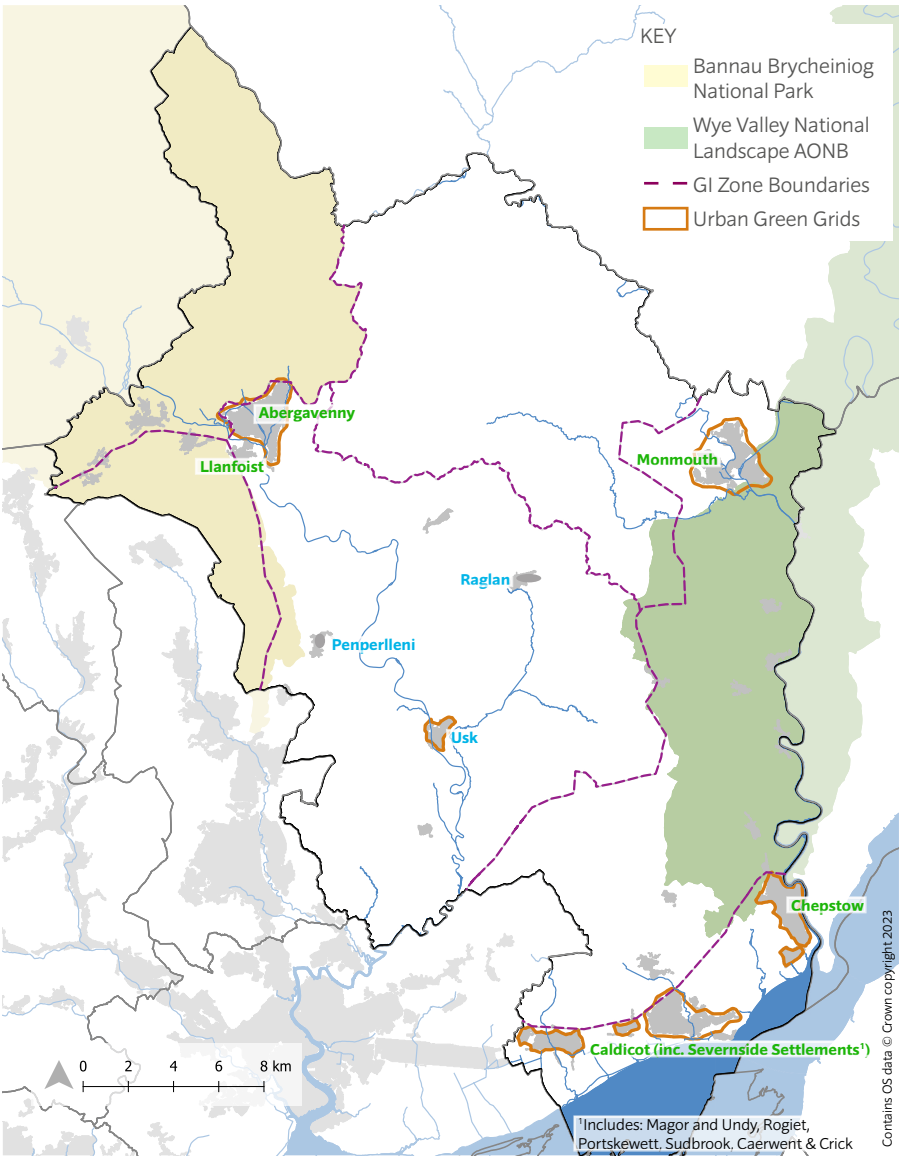 KEY
Bannau Brycheiniog
National Park
Wye Valley National
Landscape AONB
GI Zone Boundaries
Urban Green Grids
Abergavenny
Llanfoist
Monmouth
Raglan
Penperlleni
Usk
Chepstow
Caldicot (inc. Severnside Settlements¹)
0 2 4 6 8 km
¹Includes: Magor and Undy, Rogiet,
Portskewett, Sudbrook, Caerwent & Crick
Contains OS data © Crown copyright 2023